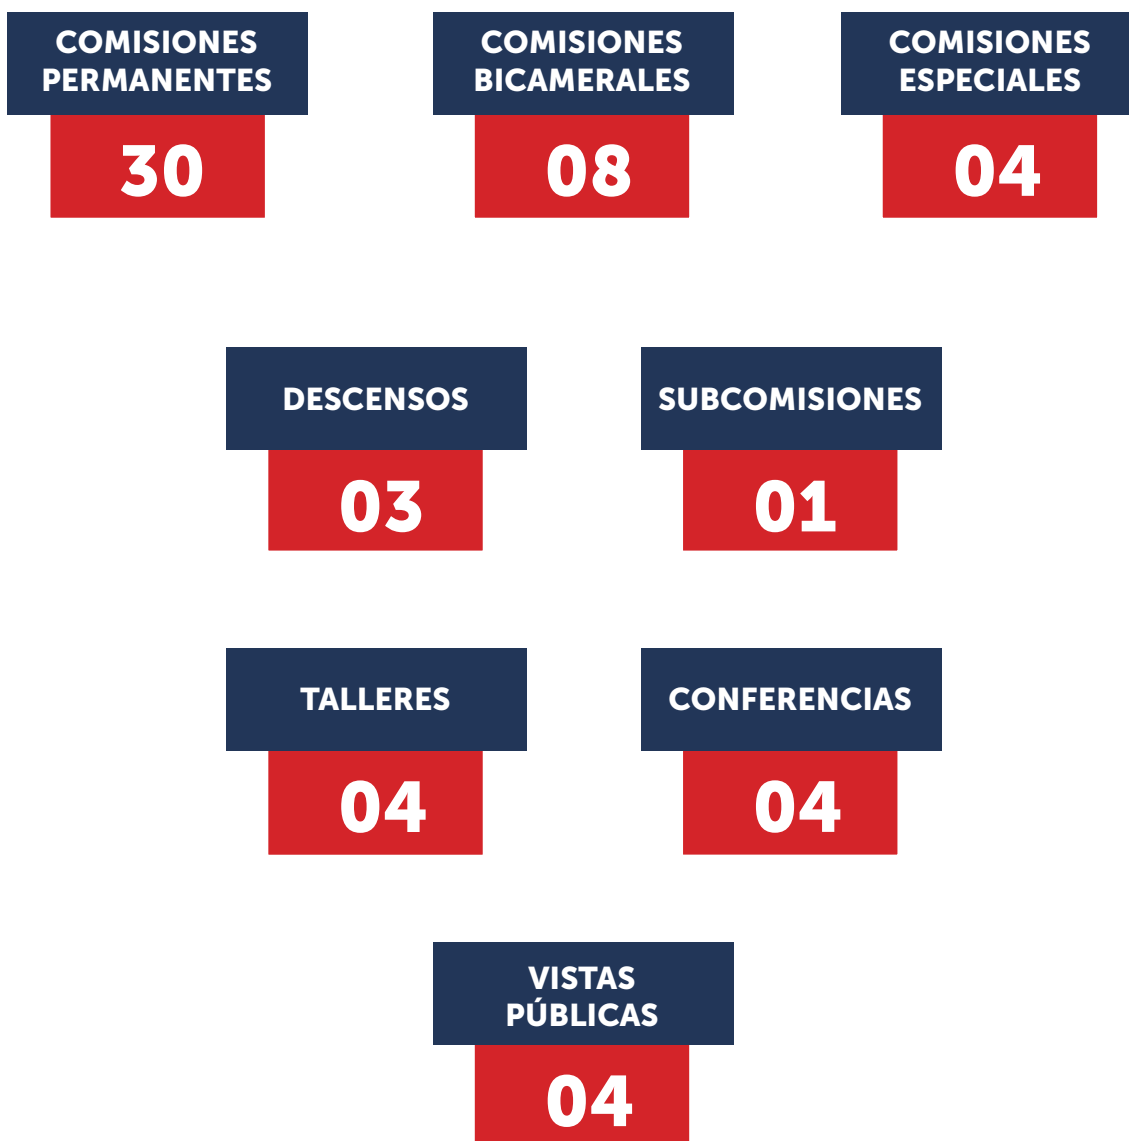 COMISIONES
PERMANENTES
30
COMISIONES
BICAMERALES
08
COMISIONES
ESPECIALES
04
DESCENSOS
03
SUBCOMISIONES
01
TALLERES
04
CONFERENCIAS
04
VISTAS
PÚBLICAS
04